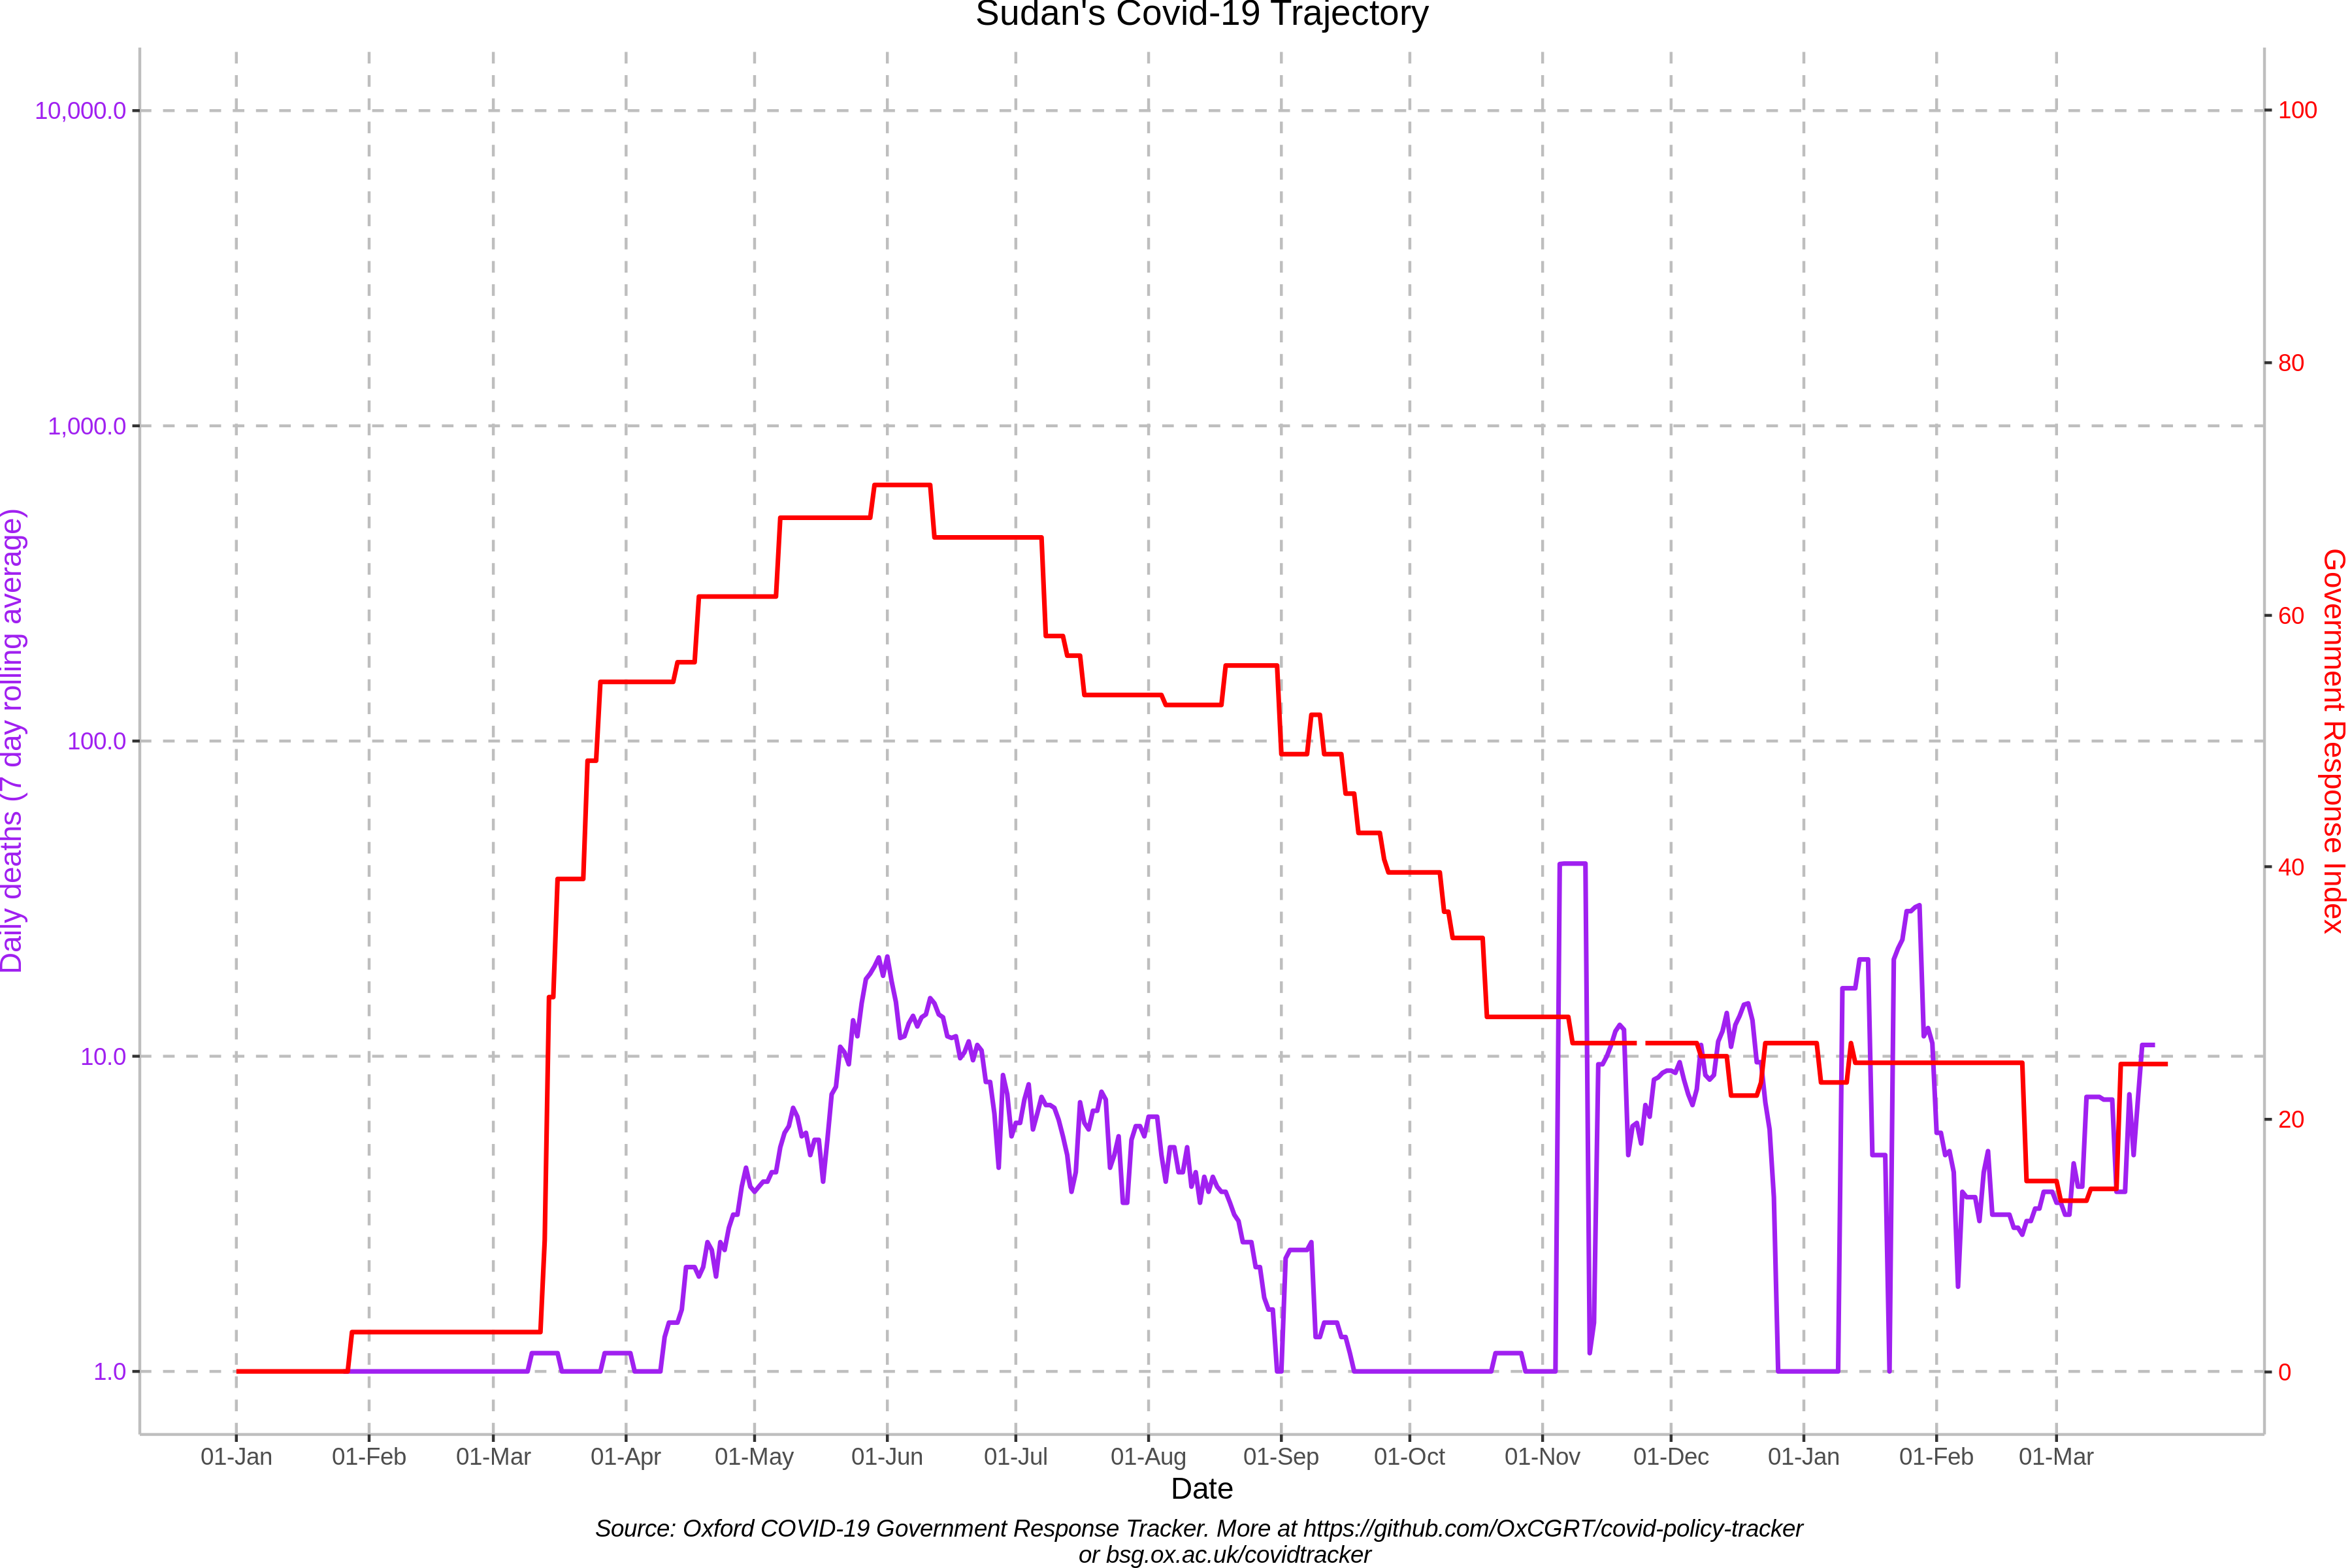 Sudan's Covid-19 Trajectory
10,000.0
1,000.0
100.0
10.0
1.0
Daily deaths (7 day rolling average)
100
80
60
40
20
0
Government Response Index
01-Jan 01-Feb 01-Mar 01-Apr 01-May 01-Jun 01-Jul 01-Aug 01-Sep 01-Oct 01-Nov 01-Dec 01-Jan 01-Feb 01-Mar
Date
Source: Oxford COVID-19 Government Response Tracker. More at https://github.com/OxCGRT/covid-policy-tracker
or bsg.ox.ac.uk/covidtracker